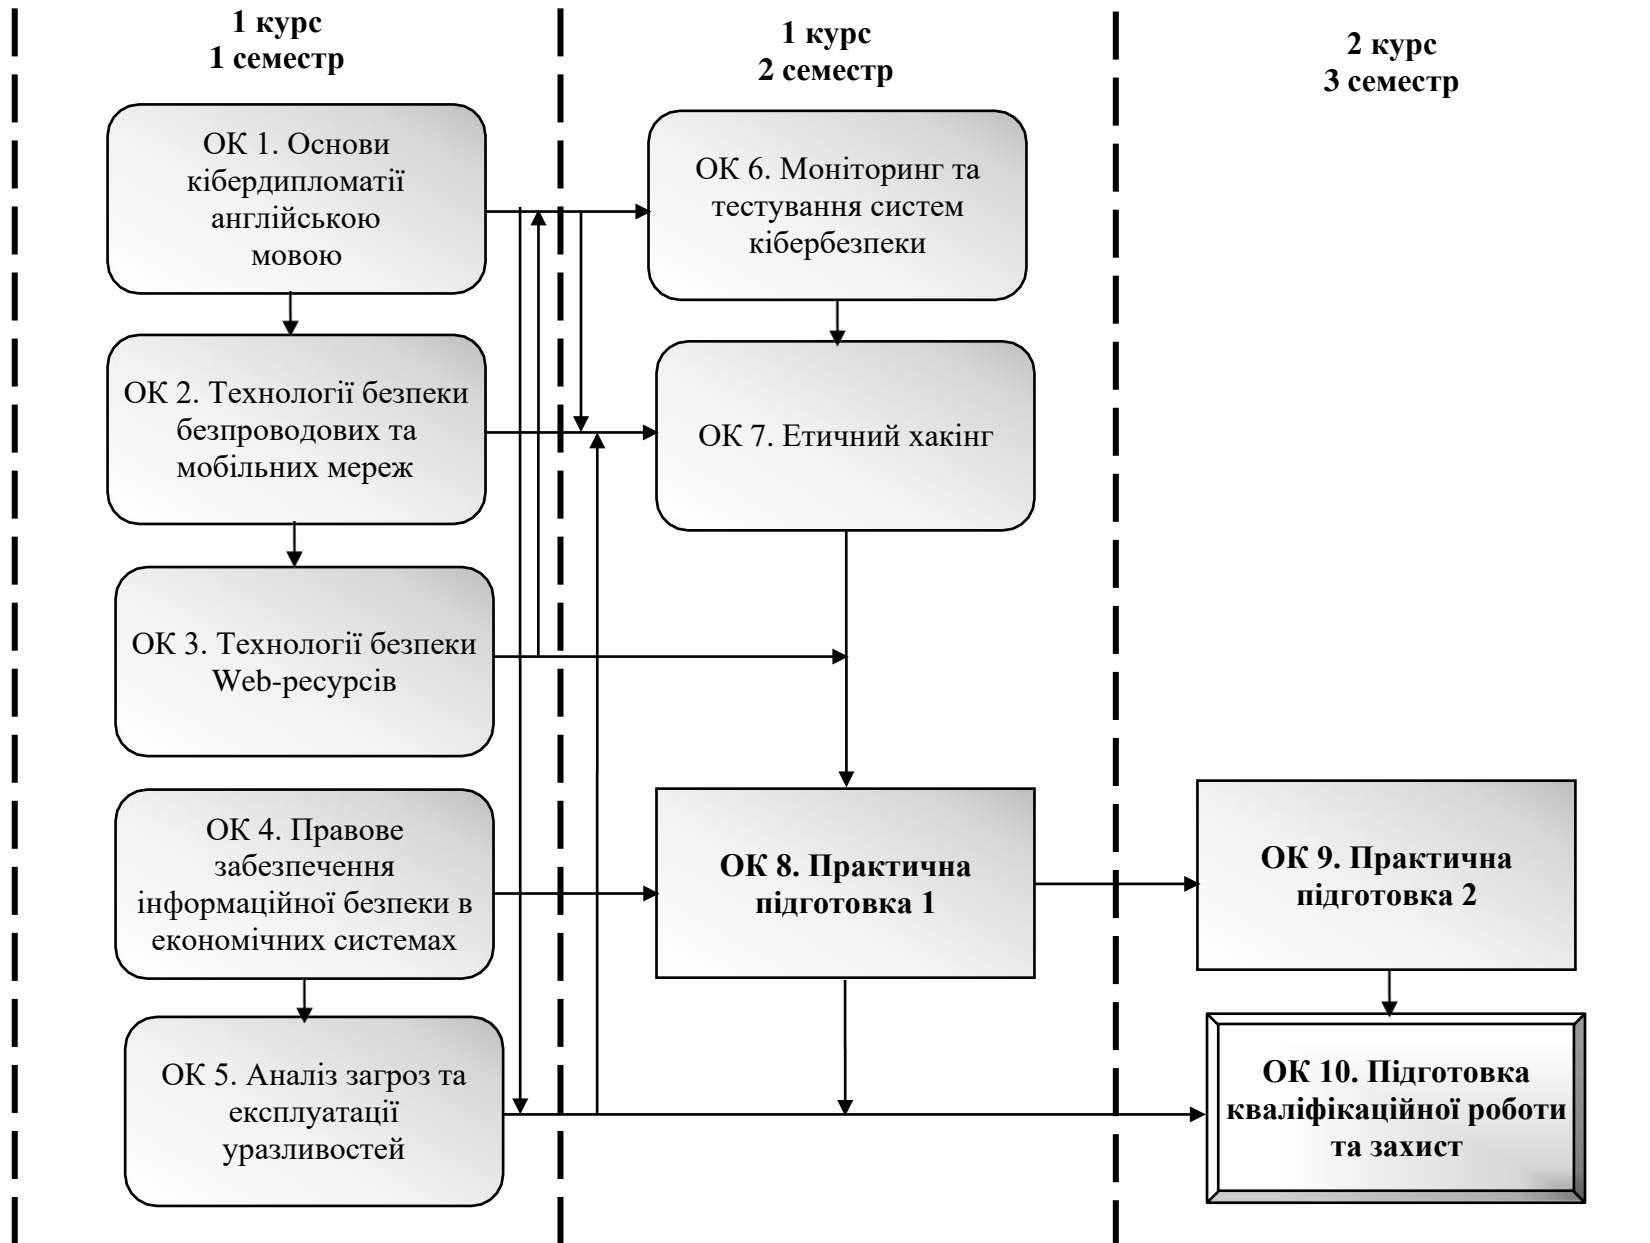 1 курс
1 семестр
1 курс
2 семестр
2 курс
3 семестр
ОК 1. Основи
кібердипломатії
англійською
мовою
ОК 2. Технології безпеки
безпроводових та
мобільних мереж
ОК 3. Технології безпеки
Web-ресурсів
ОК 4. Правове
забезпечення
інформаційної безпеки в
економічних системах
ОК 5. Аналіз загроз та
експлуатації
уразливостей
ОК 6. Моніторинг та
тестування систем
кібербезпеки
ОК 7. Етичний хакінг
ОК 8. Практична
підготовка 1
ОК 9. Практична
підготовка 2
ОК 10. Підготовка
кваліфікаційної роботи
та захист